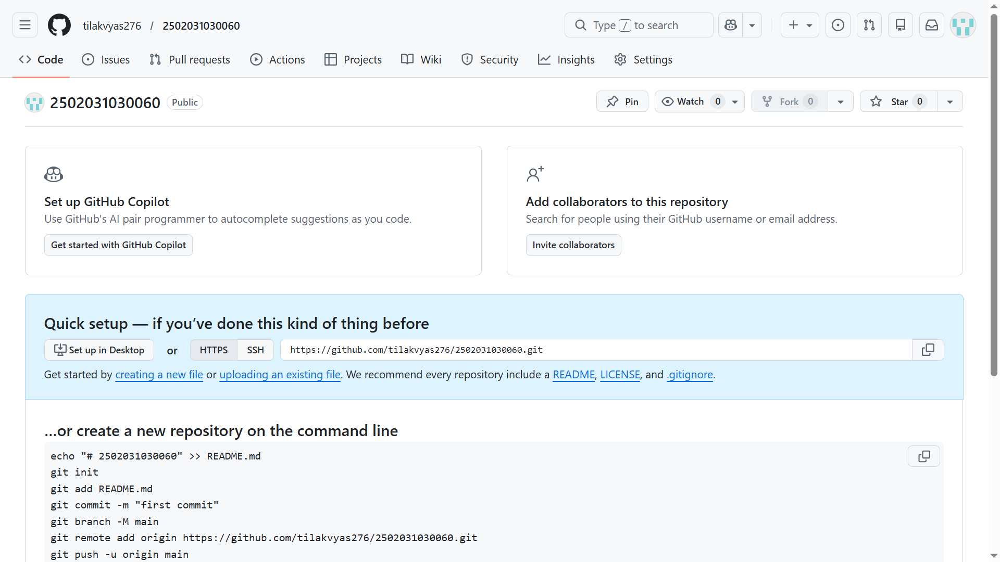 tilakvyas276 / 2502031030060
Type / to search
Code Issues Pull requests Actions Projects Wiki Security Insights Settings
2502031030060 Public
Pin Watch 0 Fork 0 Star 0
Set up GitHub Copilot
Use GitHub's AI pair programmer to autocomplete suggestions as you code.
Get started with GitHub Copilot
Add collaborators to this repository
Search for people using their GitHub username or email address.
Invite collaborators
Quick setup — if you’ve done this kind of thing before
Set up in Desktop or HTTPS SSH https://github.com/tilakvyas276/2502031030060.git
Get started by creating a new file or uploading an existing file. We recommend every repository include a README, LICENSE, and .gitignore.
…or create a new repository on the command line
echo "# 2502031030060" >> README.md
git init
git add README.md
git commit -m "first commit"
git branch -M main
git remote add origin https://github.com/tilakvyas276/2502031030060.git
git push -u origin main